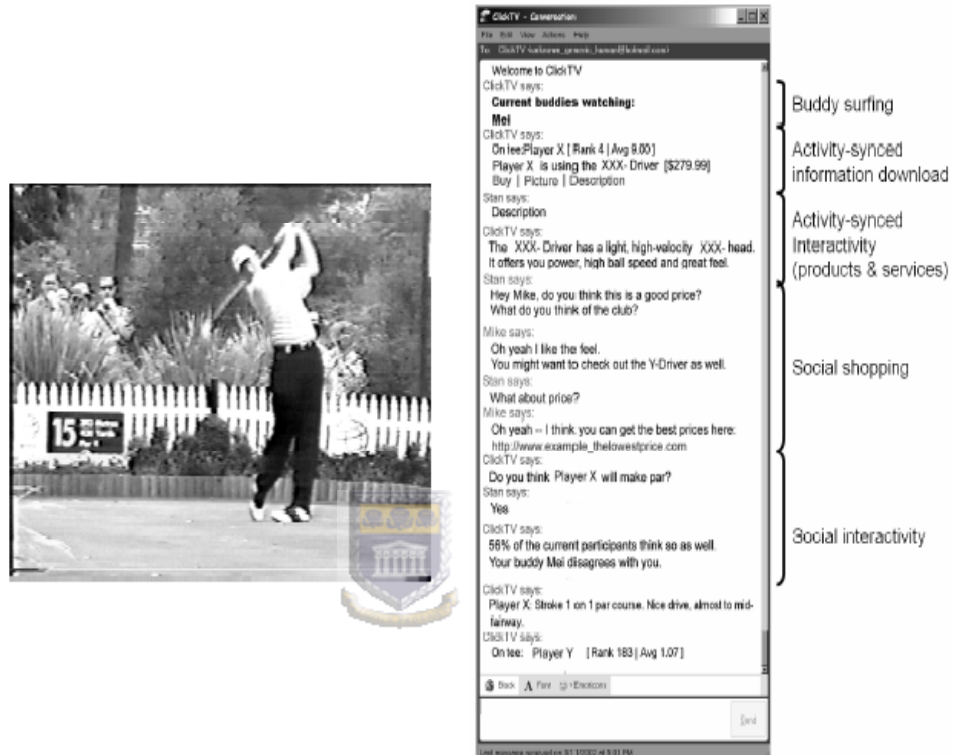 ClickTV - Conversation
File Edit View Actions Help
To: ClickTV
Welcome to ClickTV
ClickTV says:
Current buddies watching:
Mei
ClickTV says:
On tee:Player X [ Rank 4 | Avg 9.00 ]
Player X is using the XXX- Driver [$279.99]
Buy | Picture | Description
Stan says:
Description
ClickTV says:
The XXX- Driver has a light, high-velocity XXX- head.
It offers you power, high ball speed and great feel.
Stan says:
Hey Mike, do you think this is a good price?
What do you think of the club?
Mike says:
Oh yeah I like the feel.
You might want to check out the Y-Driver as well.
Stan says:
What about price?
Mike says:
Oh yeah -- I think you can get the best prices here:
http://www.example_thelowestprice.com
ClickTV says:
Do you think Player X will make par?
Stan says:
Yes
ClickTV says:
56% of the current participants think so as well.
Your buddy Mei disagrees with you.
ClickTV says:
Player X: Stroke 1 on 1 par course. Nice drive, almost to mid-
fairway.
ClickTV says:
On tee: Player Y [ Rank 183 | Avg 1.07 ]
Block A Font Emoticons
Send
Last message received on
Buddy surfing
Activity-synced
information download
Activity-synced
Interactivity
(products & services)
Social shopping
Social interactivity
15